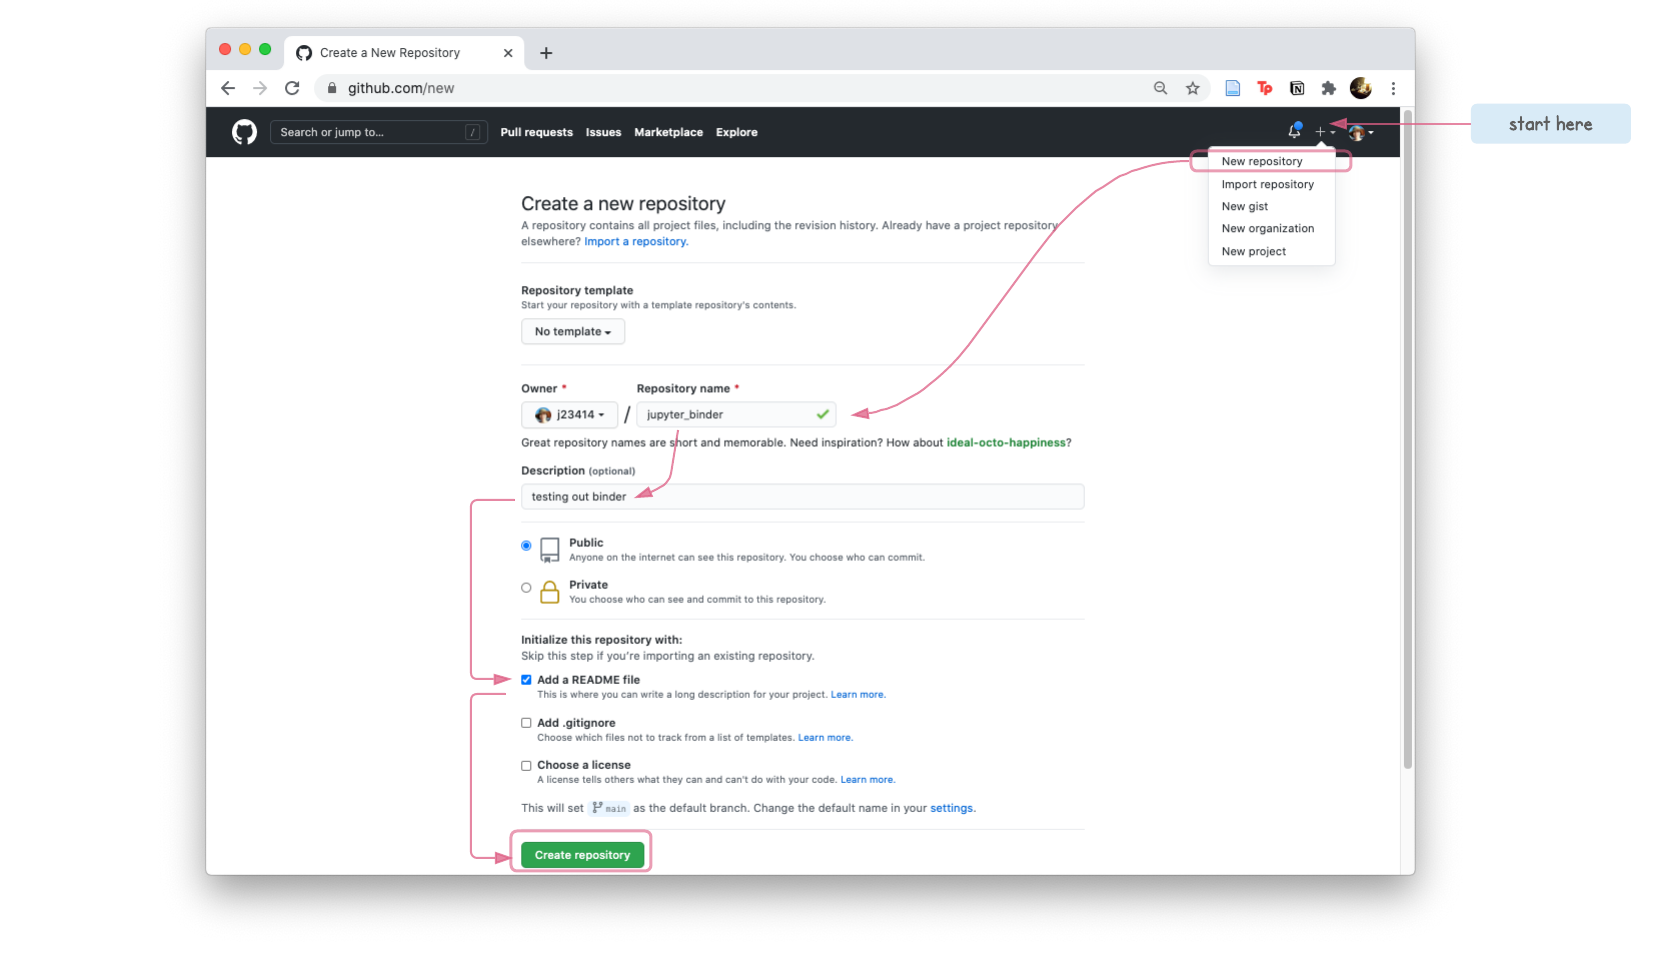 Create a New Repository
github.com/new
Tp
N
Search or jump to... /
Pull requests Issues Marketplace Explore
start here
New repository
Import repository
New gist
New organization
New project
Create a new repository
A repository contains all project files, including the revision history. Already have a project repository
elsewhere? Import a repository.
Repository template
Start your repository with a template repository's contents.
No template
Owner * Repository name *
j23414 / jupyter_binder
Great repository names are short and memorable. Need inspiration? How about ideal-octo-happiness?
Description (optional)
testing out binder
Public
Anyone on the internet can see this repository. You choose who can commit.
Private
You choose who can see and commit to this repository.
Initialize this repository with:
Skip this step if you're importing an existing repository.
Add a README file
This is where you can write a long description for your project. Learn more.
Add .gitignore
Choose which files not to track from a list of templates. Learn more.
Choose a license
A license tells others what they can and can't do with your code. Learn more.
This will set main as the default branch. Change the default name in your settings.
Create repository